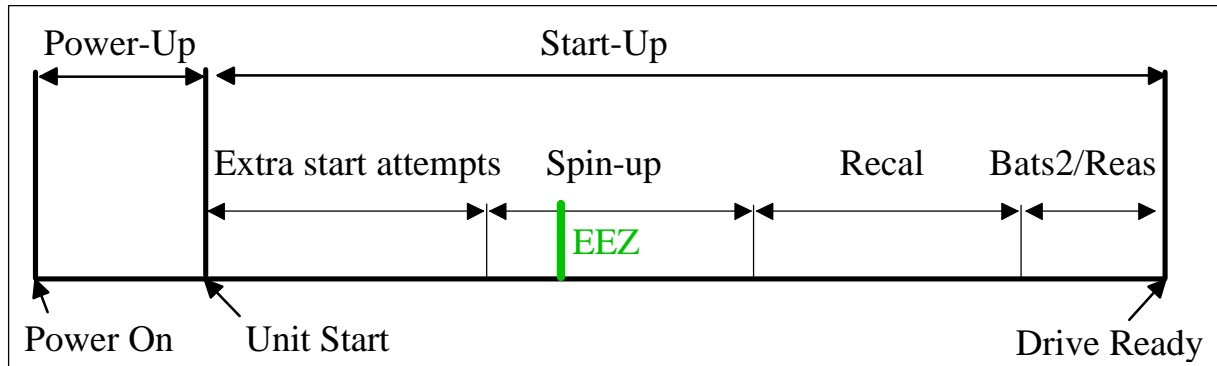 Power-Up
Start-Up
Extra start attempts
Spin-up
Recal
Bats2/Reas
EEZ
Power On
Unit Start
Drive Ready